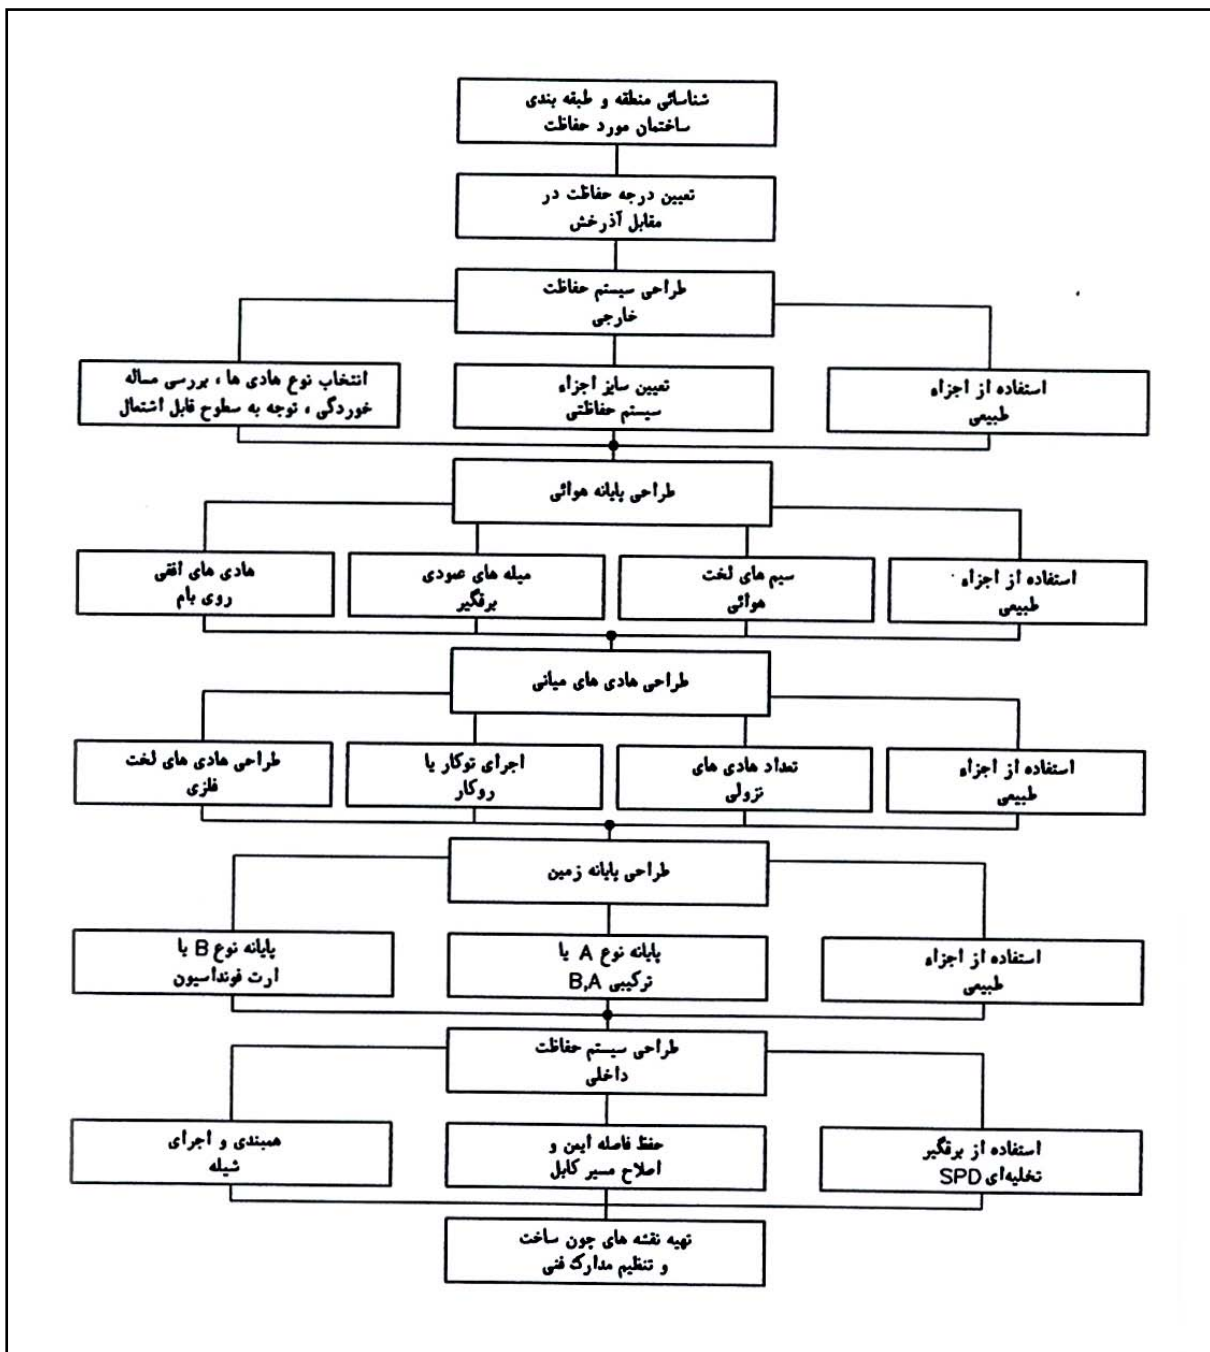 شناسائی منطقه و طبقه بندی
ساختمان مورد حفاظت
تعیین درجه حفاظت در
مقابل آذرخش
طراحی سیستم حفاظت
خارجی
استفاده از اجزاء
طبیعی
تعیین سایز اجزاء
سیستم حفاظتی
انتخاب نوع هادی ها ، بررسی مساله
خوردگی ، توجه به سطوح قابل اشتعال
طراحی پایانه هوائی
استفاده از اجزاء
طبیعی
سیم های لخت
هوائی
میله های عمودی
برقگیر
هادی های افقی
روی بام
طراحی هادی های میانی
استفاده از اجزاء
طبیعی
تعداد هادی های
نزولی
اجرای توکار یا
روکار
طراحی هادی های لخت
فلزی
طراحی پایانه زمین
استفاده از اجزاء
طبیعی
پایانه نوع A یا
ترکیبی B,A
پایانه نوع B یا
ارت فونداسیون
طراحی سیستم حفاظت
داخلی
استفاده از برقگیر
تخلیه‌ای SPD
حفظ فاصله ایمن و
اصلاح مسیر کابل
همبندی و اجرای
شیله
تهیه نقشه های چون ساخت
و تنظیم مدارک فنی